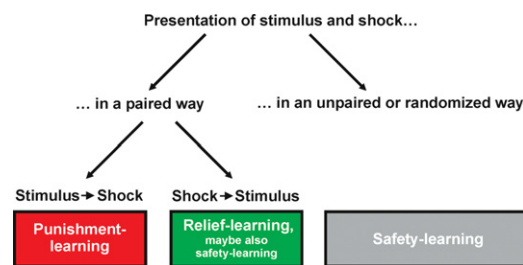 Presentation of stimulus and shock...
... in a paired way
... in an unpaired or randomized way
Stimulus→Shock
Shock→Stimulus
Punishment-
learning
Relief-learning,
maybe also
safety-learning
Safety-learning